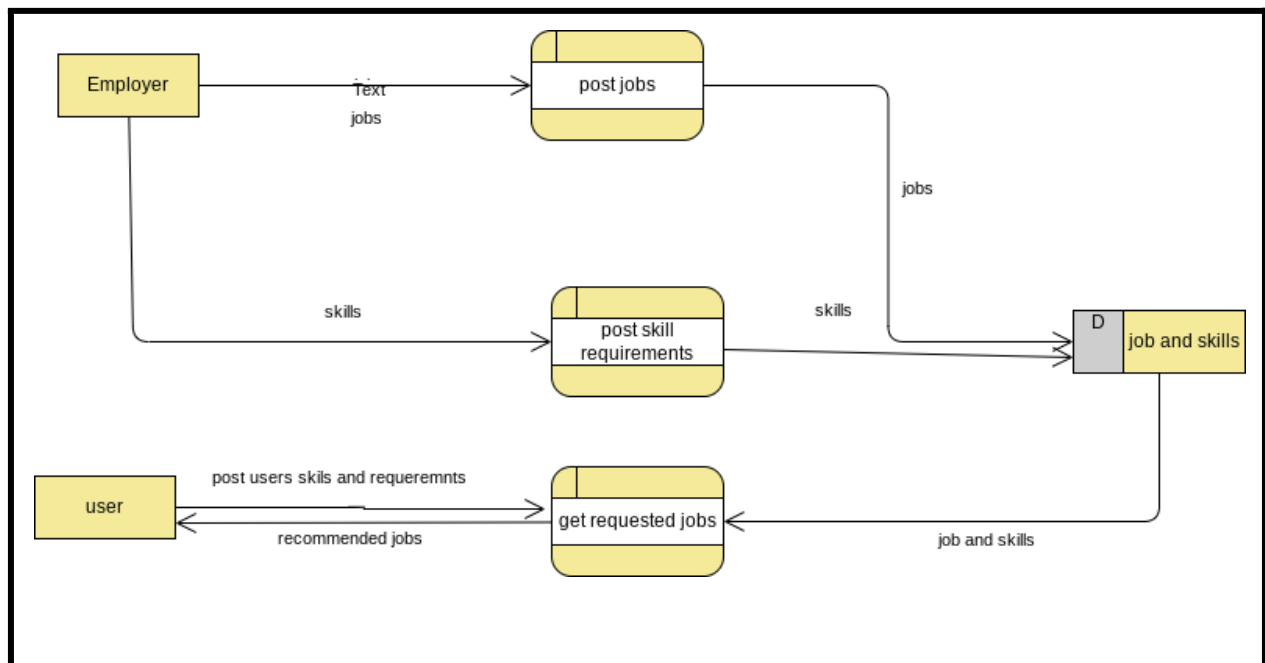 Employer
Text
jobs
post jobs
jobs
skills
post skill
requirements
skills
D
job and skills
post users skils and requeremnts
user
get requested jobs
recommended jobs
job and skills